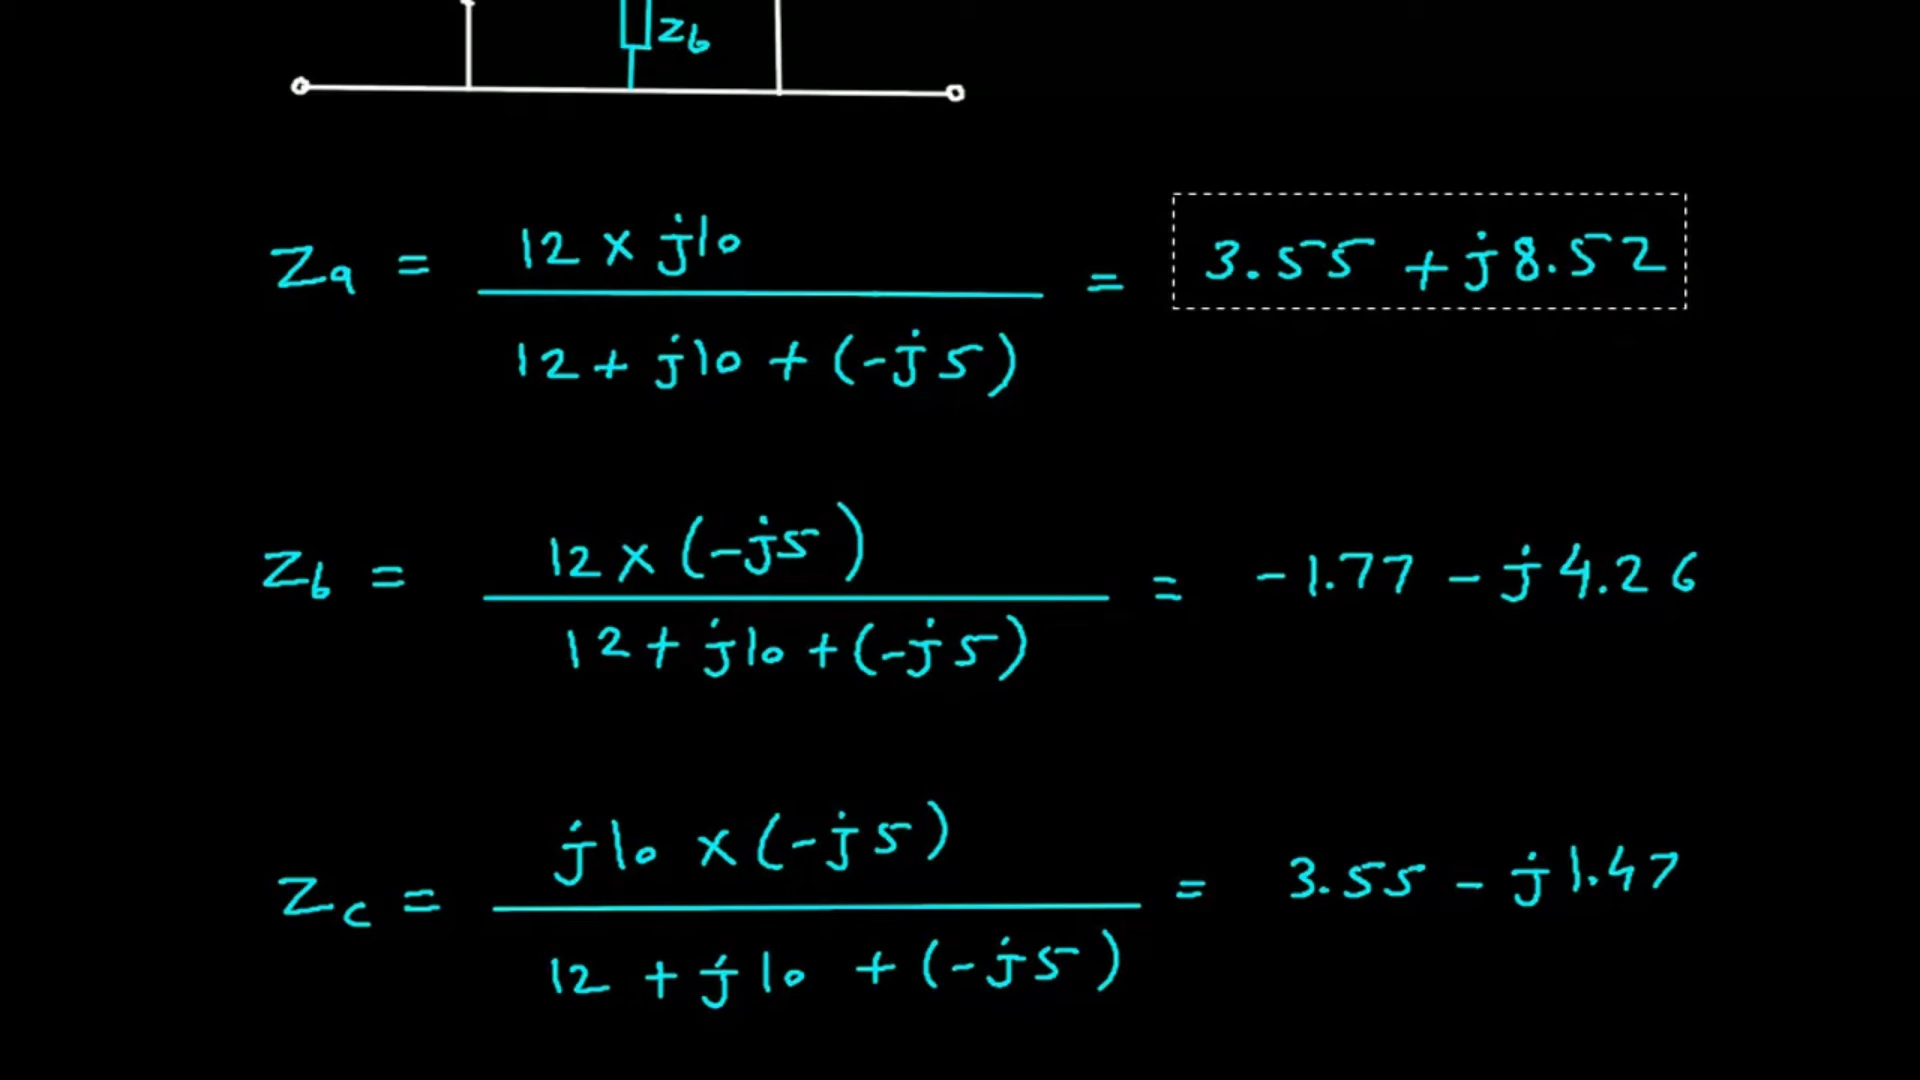 Zb
Za = 12 × j10 / 12 + j10 + (-j5) = 3.55 + j8.52
Zb = 12 × (-j5) / 12 + j10 + (-j5) = -1.77 - j4.26
Zc = j10 × (-j5) / 12 + j10 + (-j5) = 3.55 - j1.47